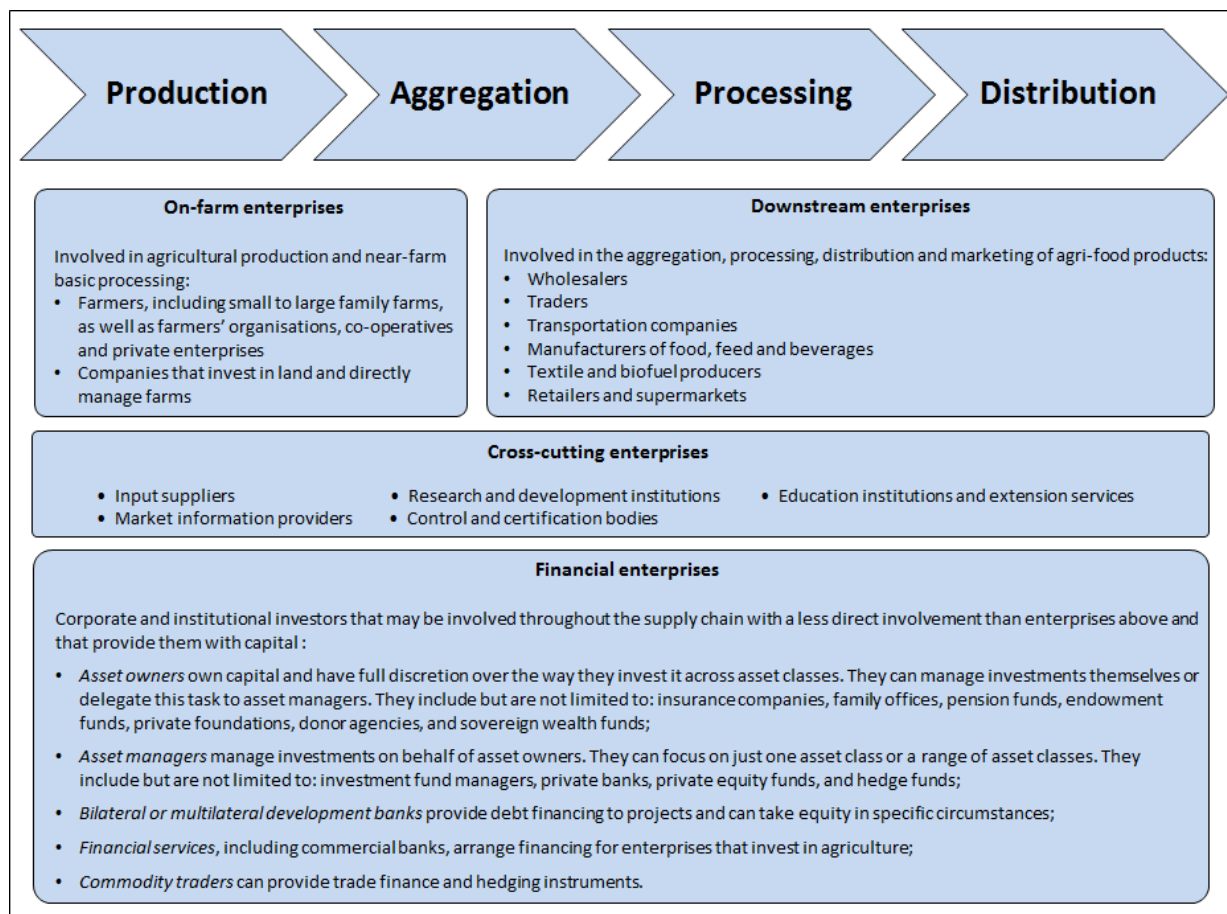 Production
Aggregation
Processing
Distribution
On-farm enterprises
Involved in agricultural production and near-farm
basic processing:
• Farmers, including small to large family farms,
as well as farmers' organisations, co-operatives
and private enterprises
• Companies that invest in land and directly
manage farms
Downstream enterprises
Involved in the aggregation, processing, distribution and marketing of agri-food products:
• Wholesalers
• Traders
• Transportation companies
• Manufacturers of food, feed and beverages
• Textile and biofuel producers
• Retailers and supermarkets
Cross-cutting enterprises
• Input suppliers
• Market information providers
• Research and development institutions
• Control and certification bodies
• Education institutions and extension services
Financial enterprises
Corporate and institutional investors that may be involved throughout the supply chain with a less direct involvement than enterprises above and
that provide them with capital :
• Asset owners own capital and have full discretion over the way they invest it across asset classes. They can manage investments themselves or
delegate this task to asset managers. They include but are not limited to: insurance companies, family offices, pension funds, endowment
funds, private foundations, donor agencies, and sovereign wealth funds;
• Asset managers manage investments on behalf of asset owners. They can focus on just one asset class or a range of asset classes. They
include but are not limited to: investment fund managers, private banks, private equity funds, and hedge funds;
• Bilateral or multilateral development banks provide debt financing to projects and can take equity in specific circumstances;
• Financial services, including commercial banks, arrange financing for enterprises that invest in agriculture;
• Commodity traders can provide trade finance and hedging instruments.